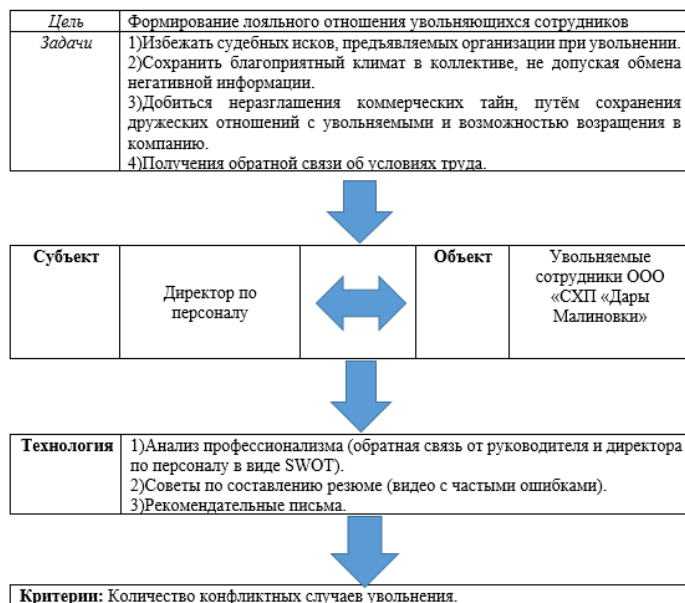 Цель Формирование лояльного отношения увольняющихся сотрудников
Задачи 1)Избежать судебных исков, предъявляемых организации при увольнении.
2)Сохранить благоприятный климат в коллективе, не допуская обмена
негативной информации.
3)Добиться неразглашения коммерческих тайн, путём сохранения
дружеских отношений с увольняемыми и возможностью возращения в
компанию.
4)Получения обратной связи об условиях труда.
Субъект
Директор по
персоналу
Объект
Увольняемые
сотрудники ООО
«СХП «Дары
Малиновки»
Технология 1)Анализ профессионализма (обратная связь от руководителя и директора
по персоналу в виде SWOT).
2)Советы по составлению резюме (видео с частыми ошибками).
3)Рекомендательные письма.
Критерии: Количество конфликтных случаев увольнения.